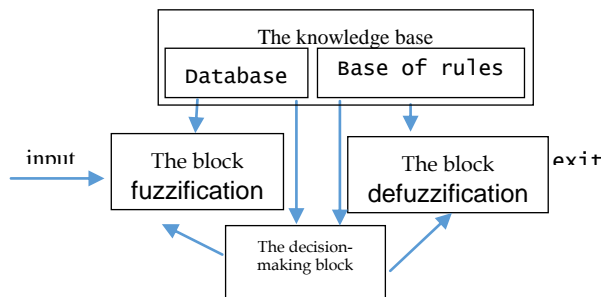 The knowledge base
Database
Base of rules
input
The block
fuzzification
The block
defuzzification
exit
The decision-
making block